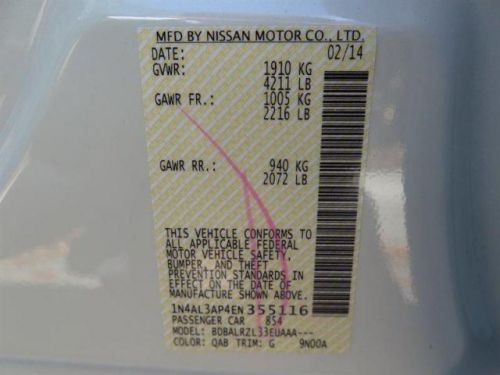 MFD BY NISSAN MOTOR CO., LTD.
DATE: 02/14
GVWR: 1910 KG
4211 LB
GAWR FR.: 1005 KG
2216 LB
GAWR RR.: 940 KG
2072 LB
THIS VEHICLE CONFORMS TO
ALL APPLICABLE FEDERAL
MOTOR VEHICLE SAFETY,
BUMPER, AND THEFT
PREVENTION STANDARDS IN
EFFECT ON THE DATE OF
MANUFACTURE SHOWN ABOVE.
1N4AL3AP4EN355116
PASSENGER CAR 854
MODEL: BDBALRZL33EUAAA---
COLOR: QAB TRIM: G 9N00A